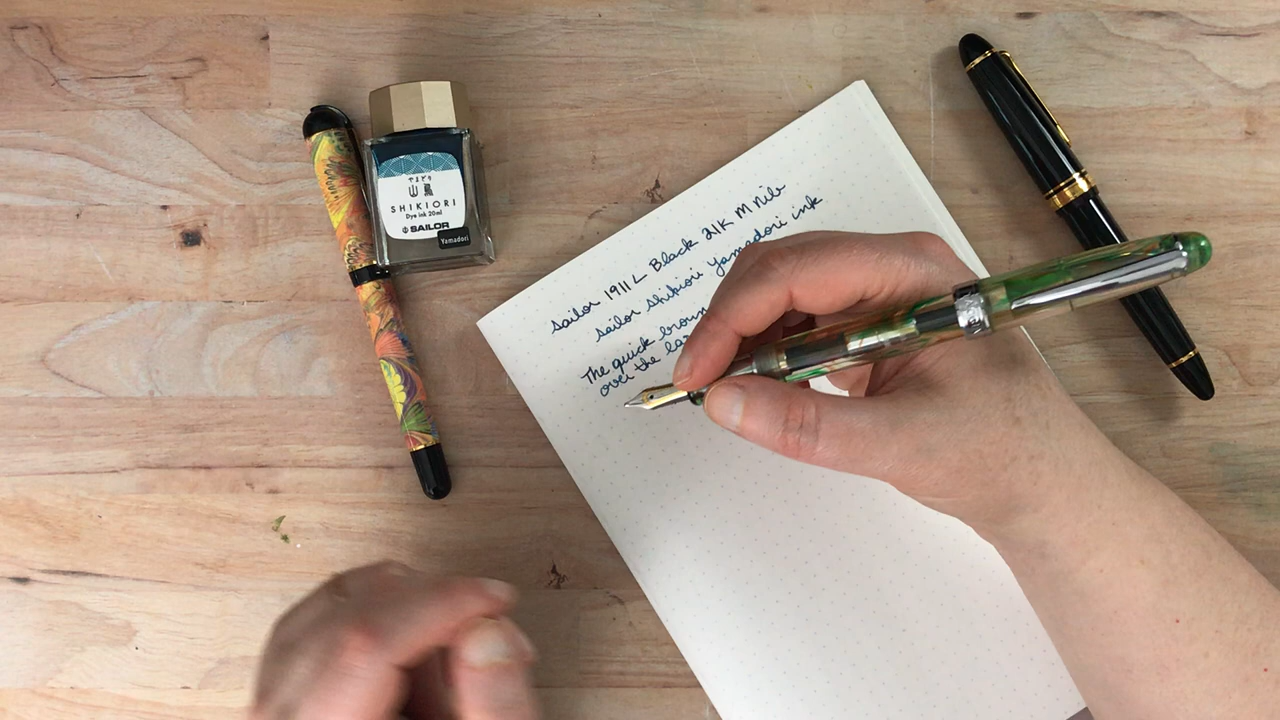 やまどり
山鳥
SHIKIORI
Dye ink 20ml
SAILOR
Yamadori
Sailor 1911L Black 21K M Nib
Sailor Shikiori Yamadori ink
The quick brown
over the